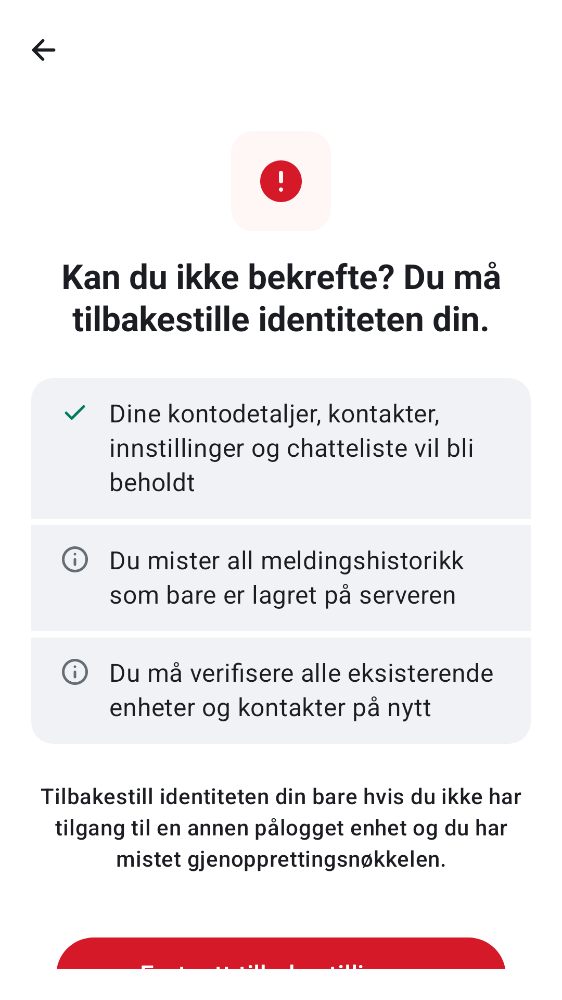 Kan du ikke bekrefte? Du må
tilbakestille identiteten din.
Dine kontodetaljer, kontakter,
innstillinger og chatteliste vil bli
beholdt
Du mister all meldingshistorikk
som bare er lagret på serveren
Du må verifisere alle eksisterende
enheter og kontakter på nytt
Tilbakestill identiteten din bare hvis du ikke har
tilgang til en annen pålogget enhet og du har
mistet gjenopprettingsnøkkelen.